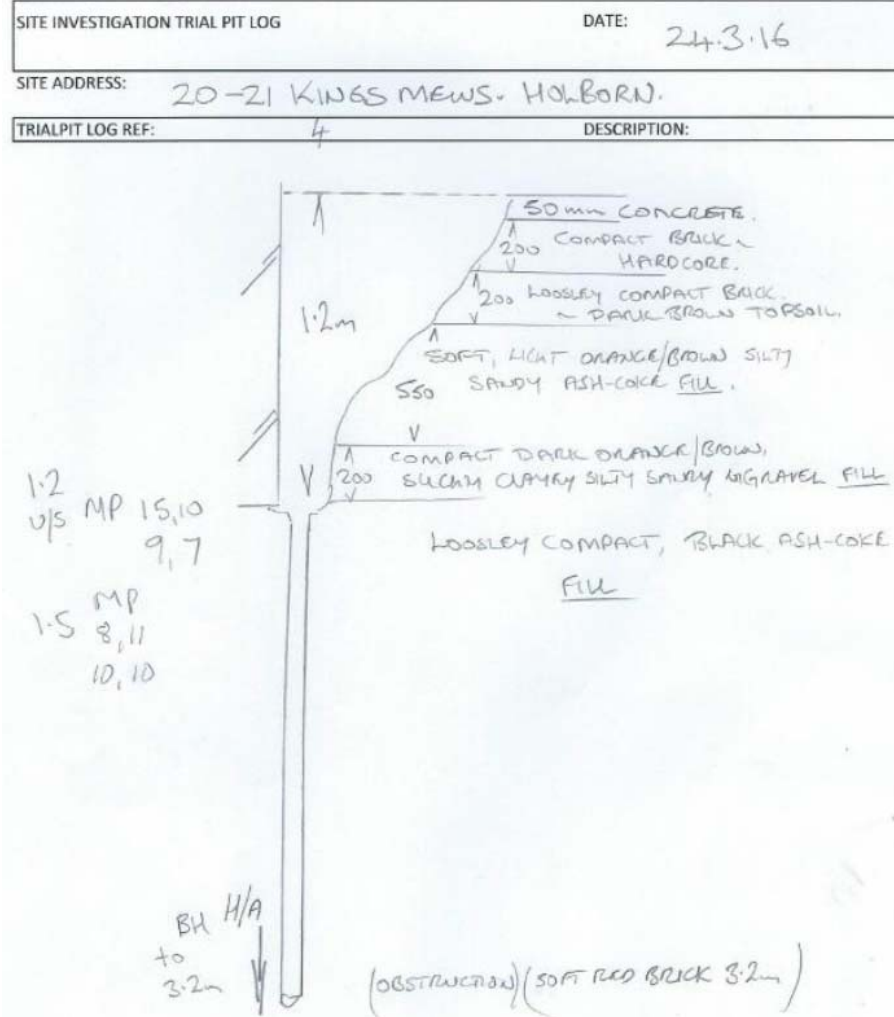 SITE INVESTIGATION TRIAL PIT LOG
DATE: 24.3.16
SITE ADDRESS: 20-21 KINGS MEWS. HOLBORN.
TRIALPIT LOG REF: 4
DESCRIPTION:
50mm CONCRETE.
200 COMPACT BRICK ~
HARDCORE.
1.2m
200 LOOSLEY COMPACT BRICK.
~ DARK BROWN TOPSOIL.
SOFT, LIGHT ORANGE/BROWN SILTY
550 SANDY ASH-COKE FILL.
COMPACT DARK ORANGE/BROWN,
200 CLAYEY SILTY SANDY GRAVEL FILL
1.2
u/s MP 15,10
9,7
LOOSLEY COMPACT, BLACK ASH-COKE
FILL
MP
1.5 8,11
10,10
BH H/A
to
3.2m
(OBSTRUCTION) (SOFT RED BRICK 3.2m)